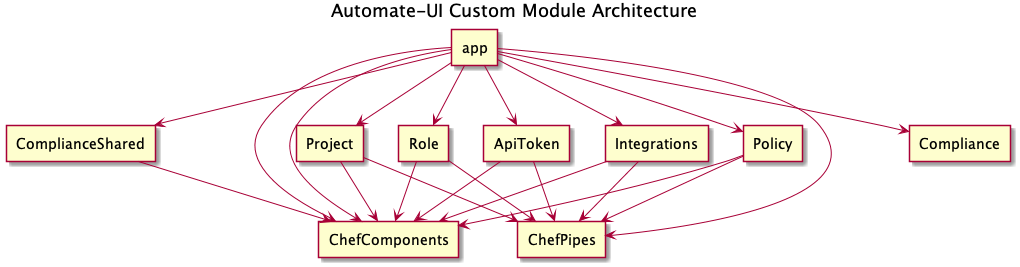 Automate-UI Custom Module Architecture
app
ComplianceShared
Project
Role
ApiToken
Integrations
Policy
Compliance
ChefComponents
ChefPipes